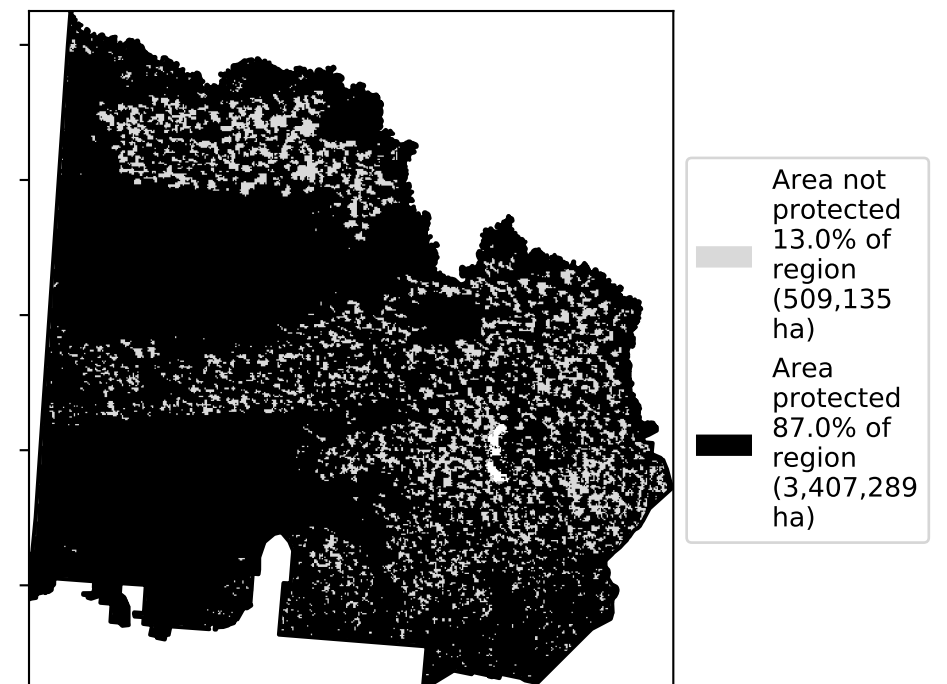 Area not
protected
13.0% of
region
(509,135
ha)
Area
protected
87.0% of
region
(3,407,289
ha)